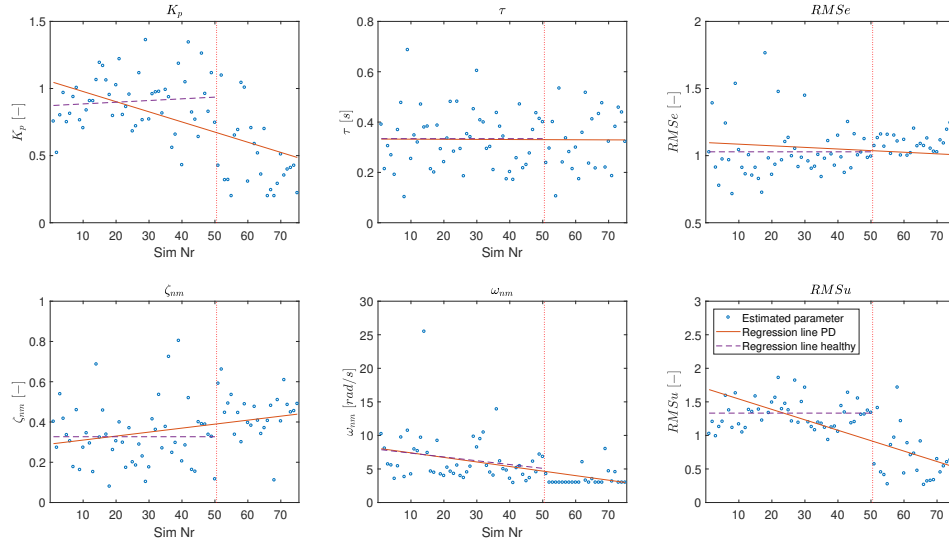 K_p
1.5
1
0.5
0
K_p [−]
10 20 30 40 50 60 70
Sim Nr
τ
0.8
0.6
0.4
0.2
0
τ [s]
10 20 30 40 50 60 70
Sim Nr
RMSe
2.5
2
1.5
1
0.5
RMSe [−]
10 20 30 40 50 60 70
ζ_nm
1
0.8
0.6
0.4
0.2
0
ζ_nm [−]
10 20 30 40 50 60 70
Sim Nr
ω_nm
30
25
20
15
10
5
0
ω_nm [rad/s]
10 20 30 40 50 60 70
Sim Nr
RMSu
3
2.5
2
1.5
1
0.5
0
RMSu [−]
Estimated parameter
Regression line PD
Regression line healthy
10 20 30 40 50 60 70